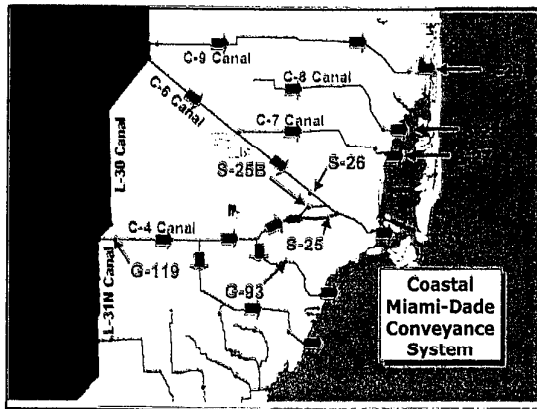 C-9 Canal
C-8 Canal
C-6 Canal
C-7 Canal
L-30 Canal
S-26
S-25B
C-4 Canal
S-25
G-119
G-93
L-31N Canal
Coastal
Miami-Dade
Conveyance
System